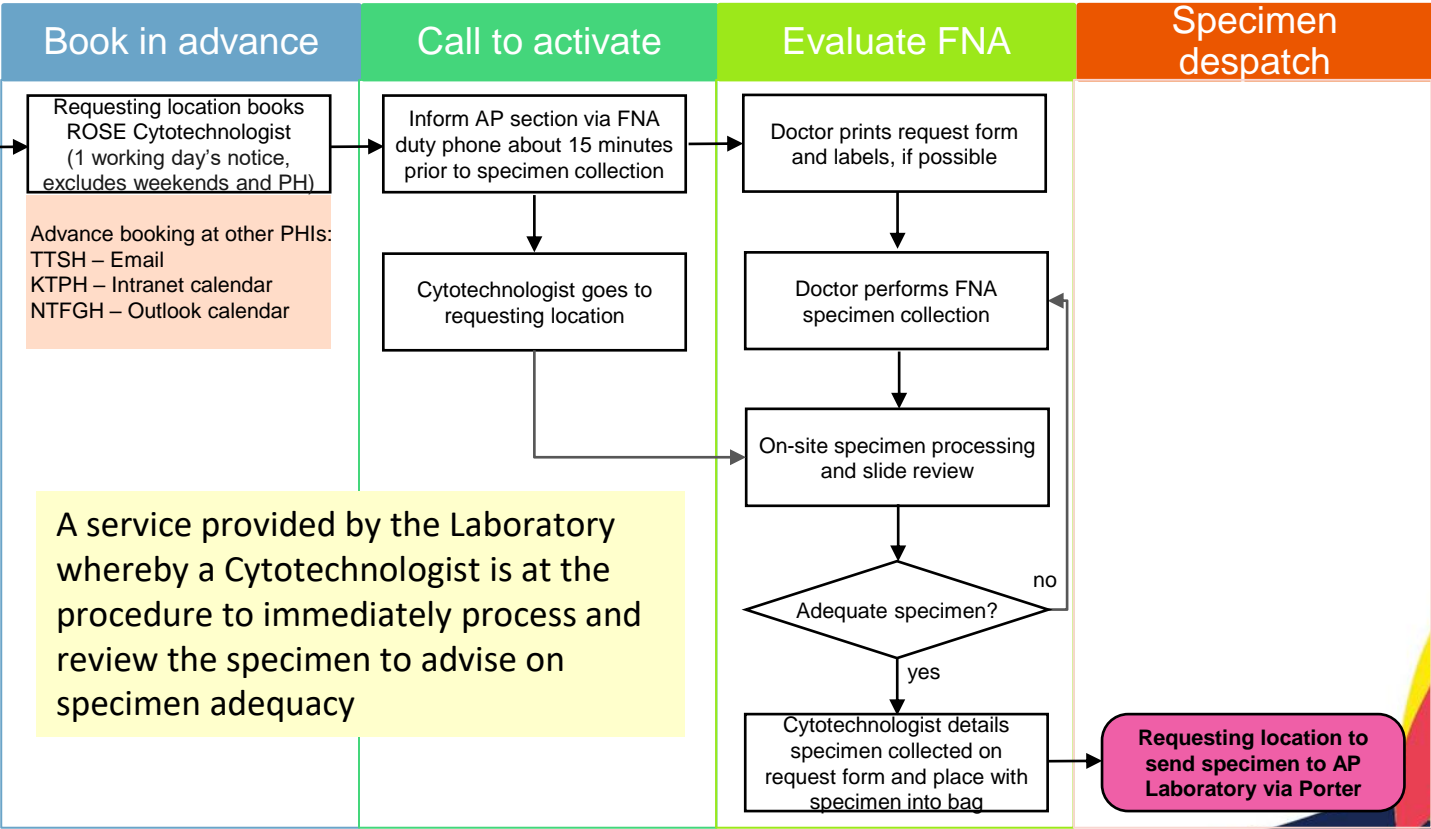 Book in advance
Call to activate
Evaluate FNA
Specimen
despatch
Requesting location books
ROSE Cytotechnologist
(1 working day's notice,
excludes weekends and PH)
Advance booking at other PHIs:
TTSH – Email
KTPH – Intranet calendar
NTFGH – Outlook calendar
Inform AP section via FNA
duty phone about 15 minutes
prior to specimen collection
Cytotechnologist goes to
requesting location
Doctor prints request form
and labels, if possible
Doctor performs FNA
specimen collection
On-site specimen processing
and slide review
Adequate specimen?
no
yes
Cytotechnologist details
specimen collected on
request form and place with
specimen into bag
Requesting location to
send specimen to AP
Laboratory via Porter
A service provided by the Laboratory
whereby a Cytotechnologist is at the
procedure to immediately process and
review the specimen to advise on
specimen adequacy